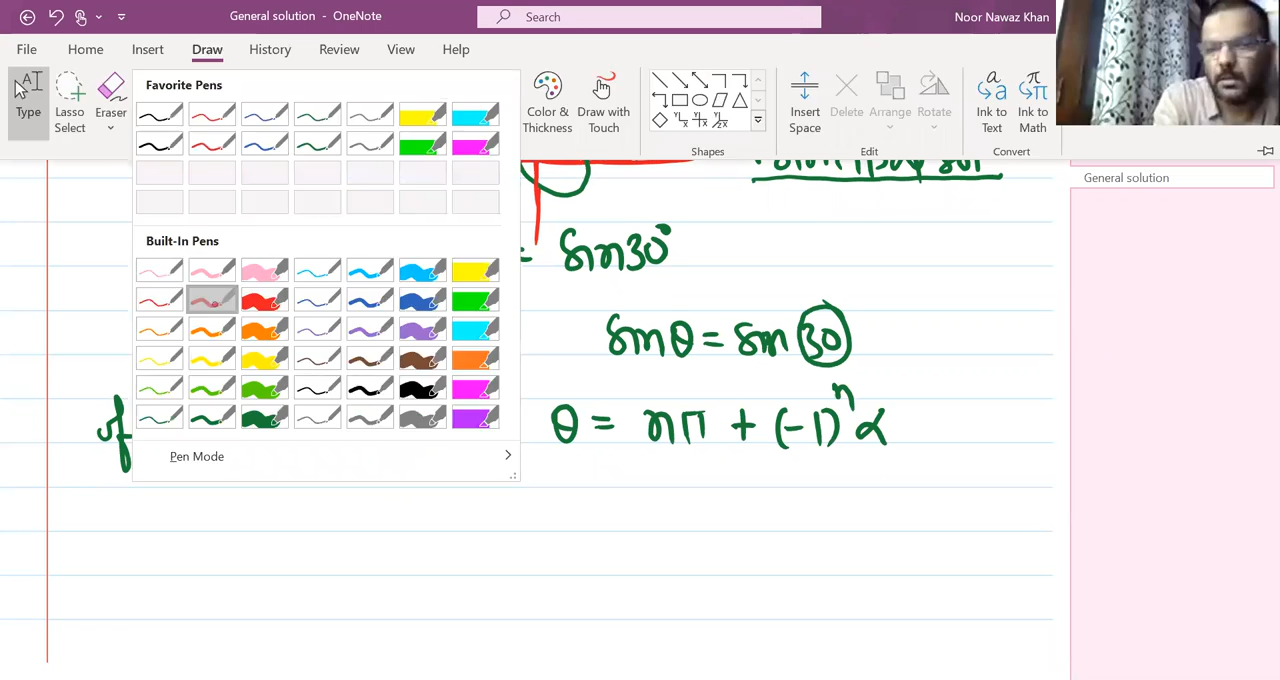 General solution - OneNote
Search
Noor Nawaz Khan
File Home Insert Draw History Review View Help
Type
Lasso Select
Eraser
Favorite Pens
Color & Thickness
Draw with Touch
Shapes
Insert Space
Delete
Arrange
Rotate
Edit
Ink to Text
Ink to Math
Convert
General solution
Built-In Pens
= sin30°
sinθ = sin 30
if
θ = nπ + (-1)ⁿ α
Pen Mode